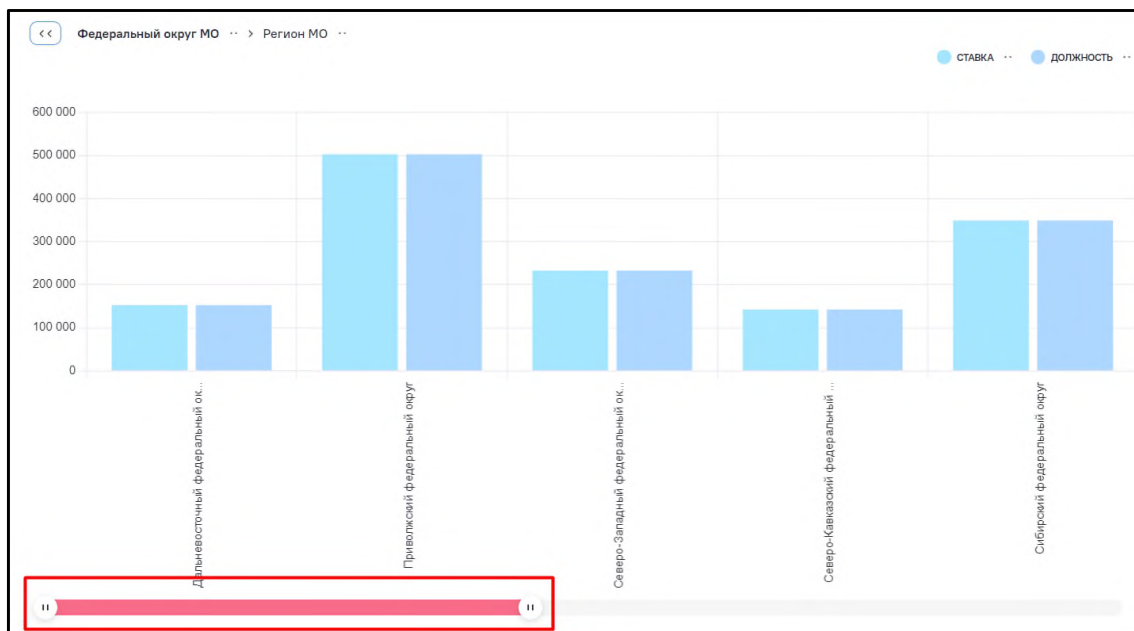 << Федеральный округ МО ·· > Регион МО ··
СТАВКА ·· ДОЛЖНОСТЬ ··
600 000
500 000
400 000
300 000
200 000
100 000
0
Дальневосточный федеральный ок...
Приволжский федеральный округ
Северо-Западный федеральный ок...
Северо-Кавказский федеральный ...
Сибирский федеральный округ